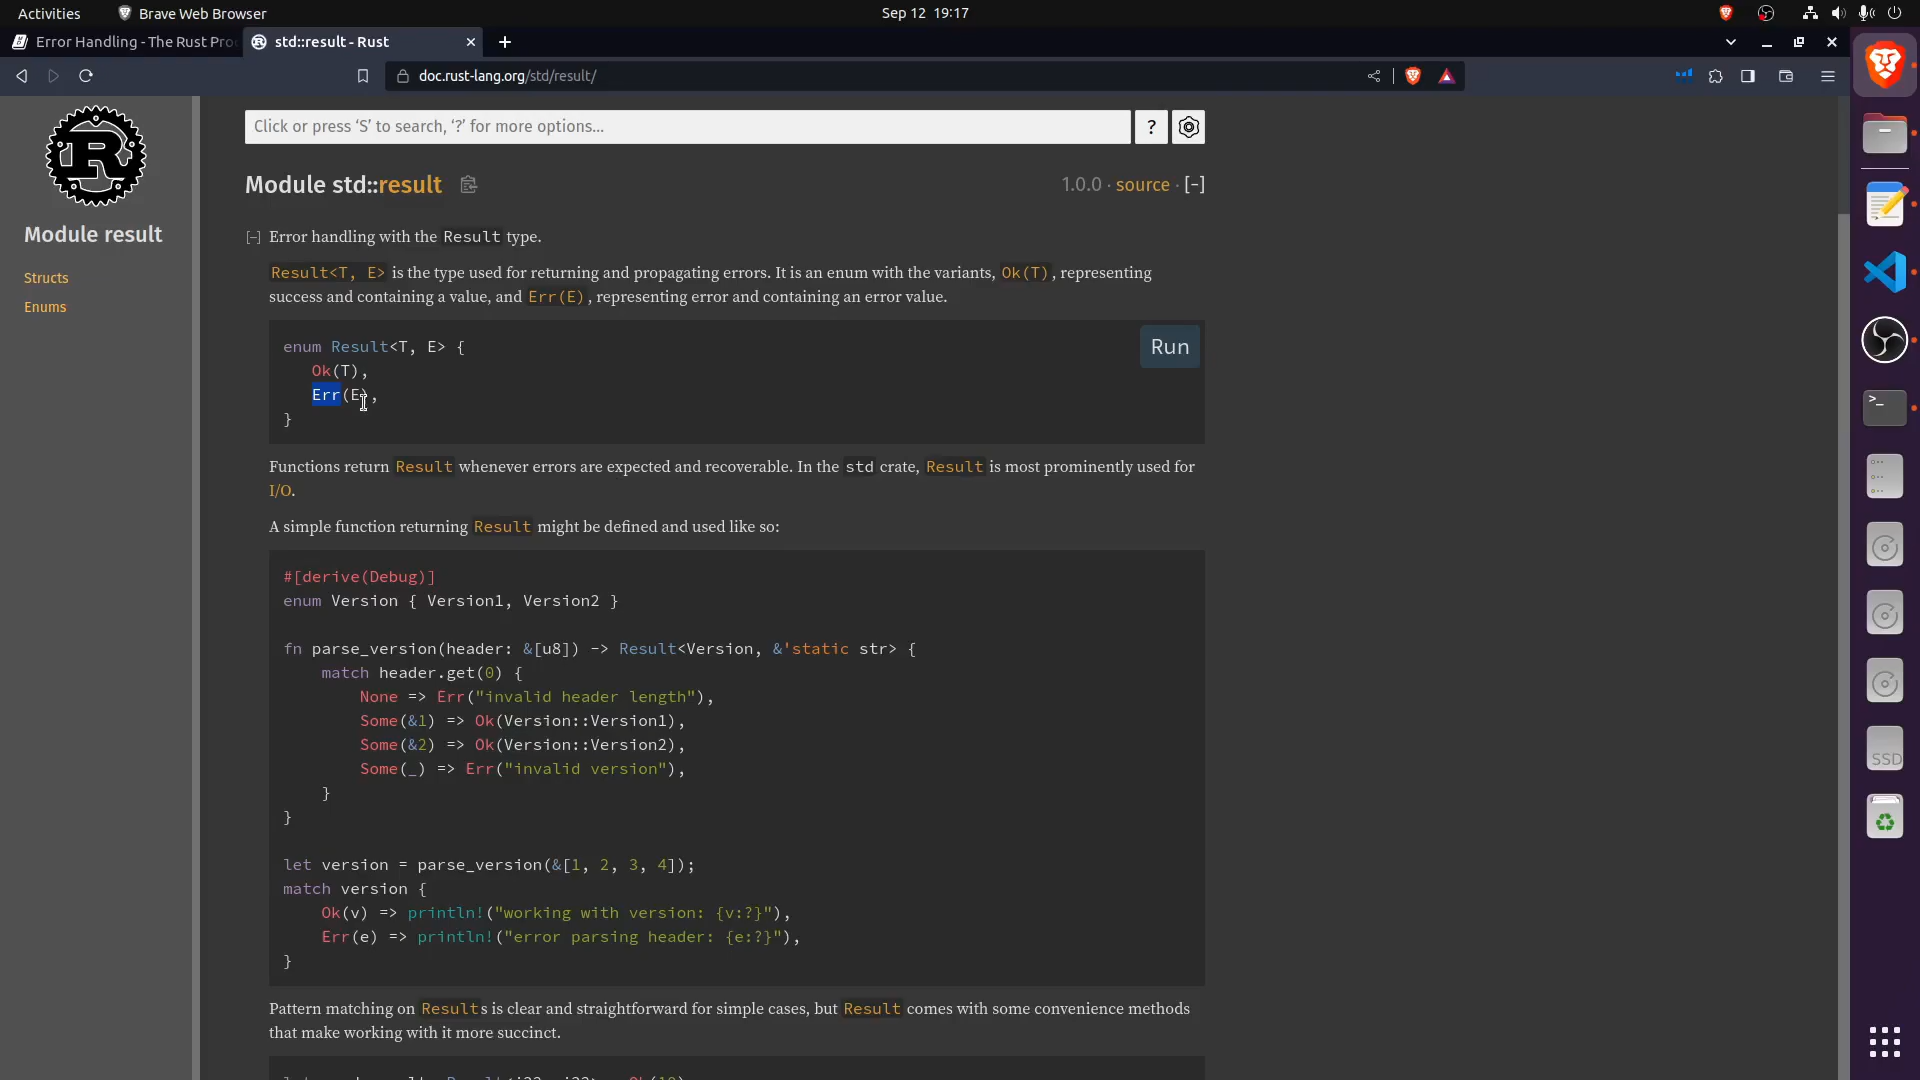 Activities
Brave Web Browser
Sep 12 19:17
Error Handling - The Rust Pro
std::result - Rust
doc.rust-lang.org/std/result/
Click or press ‘S’ to search, ‘?’ for more options…
?
Module result
Structs
Enums
Module std::result
1.0.0 · source · [-]
[-] Error handling with the Result type.
Result<T, E> is the type used for returning and propagating errors. It is an enum with the variants, Ok(T), representing
success and containing a value, and Err(E), representing error and containing an error value.
Run
enum Result<T, E> {
   Ok(T),
   Err(E),
}
Functions return Result whenever errors are expected and recoverable. In the std crate, Result is most prominently used for
I/O.
A simple function returning Result might be defined and used like so:
#[derive(Debug)]
enum Version { Version1, Version2 }
fn parse_version(header: &[u8]) -> Result<Version, &'static str> {
    match header.get(0) {
        None => Err("invalid header length"),
        Some(&1) => Ok(Version::Version1),
        Some(&2) => Ok(Version::Version2),
        Some(_) => Err("invalid version"),
    }
}
let version = parse_version(&[1, 2, 3, 4]);
match version {
    Ok(v) => println!("working with version: {v:?}"),
    Err(e) => println!("error parsing header: {e:?}"),
}
Pattern matching on Results is clear and straightforward for simple cases, but Result comes with some convenience methods
that make working with it more succinct.
SSD